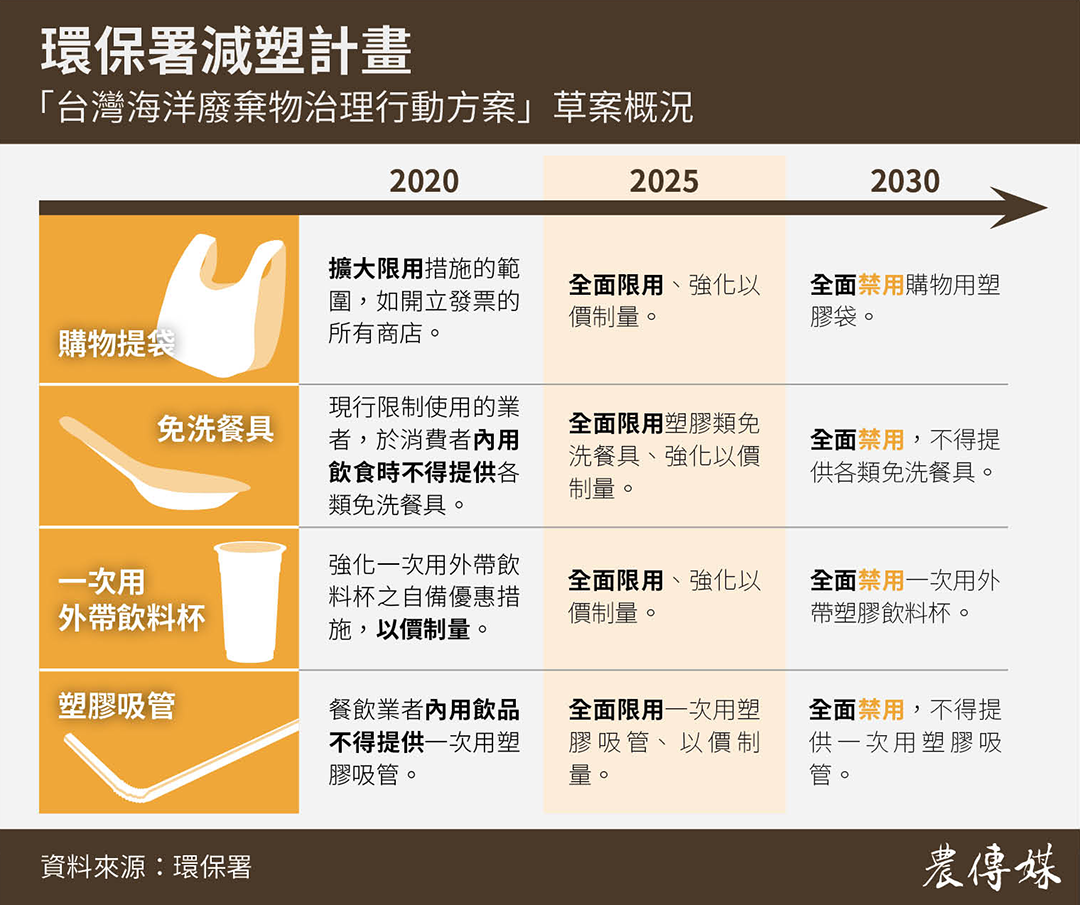 環保署減塑計畫
「台灣海洋廢棄物治理行動方案」草案概況
2020
2025
2030
購物提袋
擴大限用措施的範
圍，如開立發票的
所有商店。
全面限用、強化以
價制量。
全面禁用購物用塑
膠袋。
免洗餐具
現行限制使用的業
者，於消費者內用
飲食時不得提供各
類免洗餐具。
全面限用塑膠類免
洗餐具、強化以價
制量。
全面禁用，不得提
供各類免洗餐具。
一次用
外帶飲料杯
強化一次用外帶飲
料杯之自備優惠措
施，以價制量。
全面限用、強化以
價制量。
全面禁用一次用外
帶塑膠飲料杯。
塑膠吸管
餐飲業者內用飲品
不得提供一次用塑
膠吸管。
全面限用一次用塑
膠吸管、以價制
量。
全面禁用，不得提
供一次用塑膠吸
管。
資料來源：環保署
農傳媒